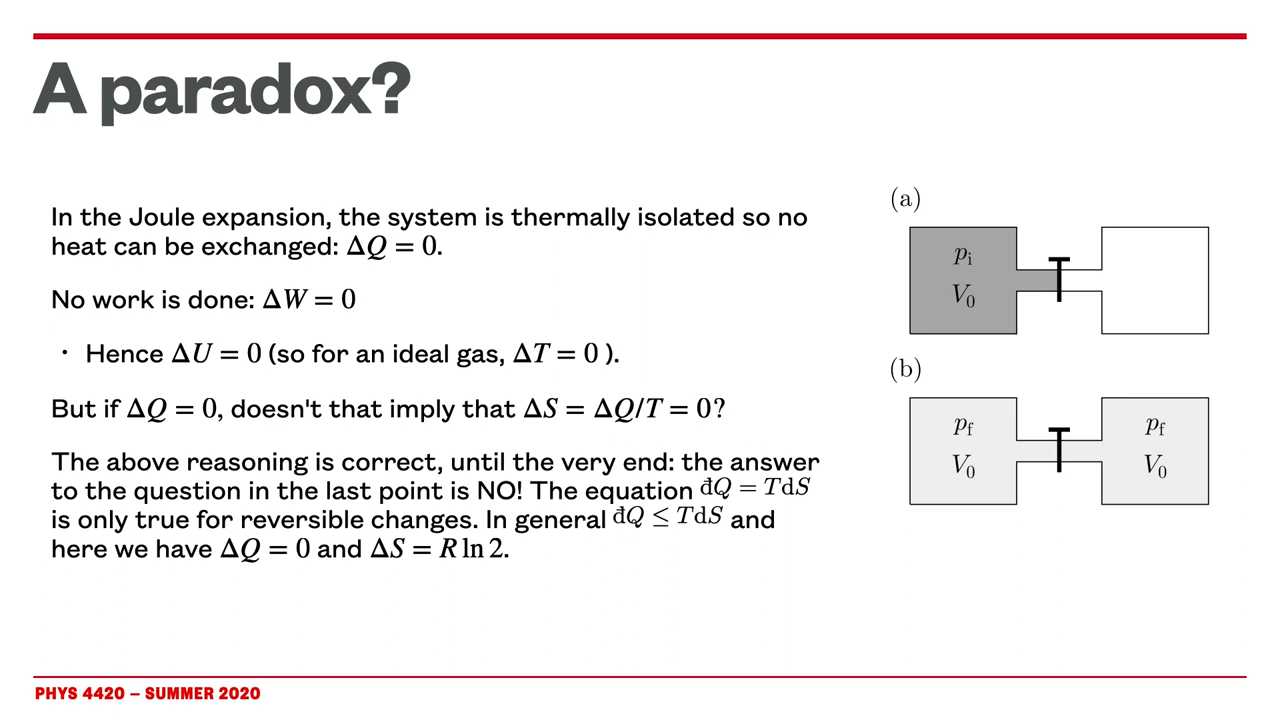 A paradox?
In the Joule expansion, the system is thermally isolated so no
heat can be exchanged: ΔQ = 0.
No work is done: ΔW = 0
· Hence ΔU = 0 (so for an ideal gas, ΔT = 0 ).
But if ΔQ = 0, doesn't that imply that ΔS = ΔQ/T = 0?
The above reasoning is correct, until the very end: the answer
to the question in the last point is NO! The equation đQ = TdS
is only true for reversible changes. In general đQ ≤ TdS and
here we have ΔQ = 0 and ΔS = R ln 2.
(a)
pᵢ
V₀
(b)
p_f
V₀
p_f
V₀
PHYS 4420 – SUMMER 2020